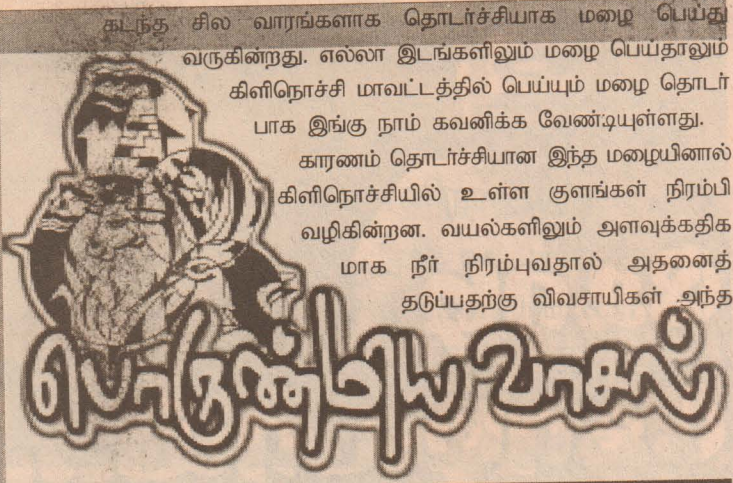 கடந்த சில வாரங்களாக தொடர்ச்சியாக மழை பெய்து
வருகின்றது. எல்லா இடங்களிலும் மழை பெய்தாலும்
கிளிநொச்சி மாவட்டத்தில் பெய்யும் மழை தொடர்
பாக இங்கு நாம் கவனிக்க வேண்டியுள்ளது.
காரணம் தொடர்ச்சியான இந்த மழையினால்
கிளிநொச்சியில் உள்ள குளங்கள் நிரம்பி
வழிகின்றன. வயல்களிலும் அளவுக்கதிக
மாக நீர் நிரம்புவதால் அதனைத்
தடுப்பதற்கு விவசாயிகள் அந்த
பொருண்மிய வாசல்